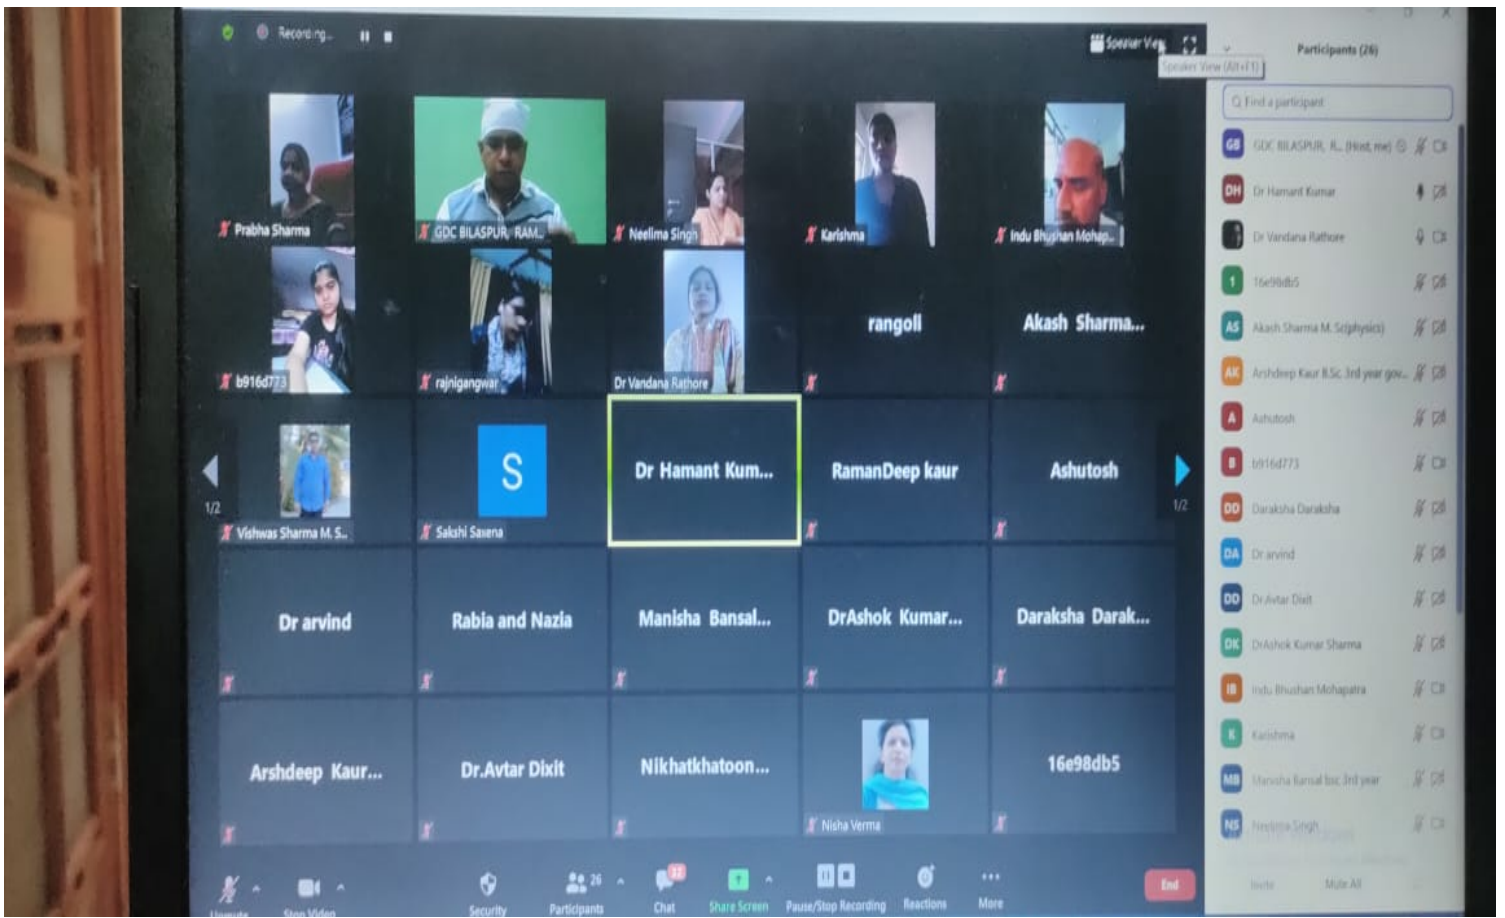 Recording...
Speaker View
Speaker View (Alt+F1)
Participants (26)
Find a participant
Prabha Sharma
GDC BILASPUR, RAM...
Neelima Singh
Karishma
Indu Bhushan Mohap...
b916d773
rajnigangwar
Dr Vandana Rathore
rangoli
Akash Sharma...
1/2
Vishwas Sharma M. S...
S
Sakshi Saxena
Dr Hamant Kum...
RamanDeep kaur
Ashutosh
1/2
Dr arvind
Rabia and Nazia
Manisha Bansal...
DrAshok Kumar...
Daraksha Darak...
Arshdeep Kaur...
Dr.Avtar Dixit
Nikhatkhatoon...
Nisha Verma
16e98db5
Unmute
Stop Video
Security
26
Participants
12
Chat
Share Screen
Pause/Stop Recording
Reactions
More
End
GB GDC BILASPUR, R... (Host, me)
DH Dr Hamant Kumar
Dr Vandana Rathore
1 16e98db5
AS Akash Sharma M. Sc(physics)
AK Arshdeep Kaur B.Sc. 3rd year gov...
A Ashutosh
B b916d773
DD Daraksha Daraksha
DA Dr arvind
DD Dr.Avtar Dixit
DK DrAshok Kumar Sharma
IB Indu Bhushan Mohapatra
K Karishma
MB Manisha Bansal bsc 3rd year
NS Neelima Singh
Invite
Mute All